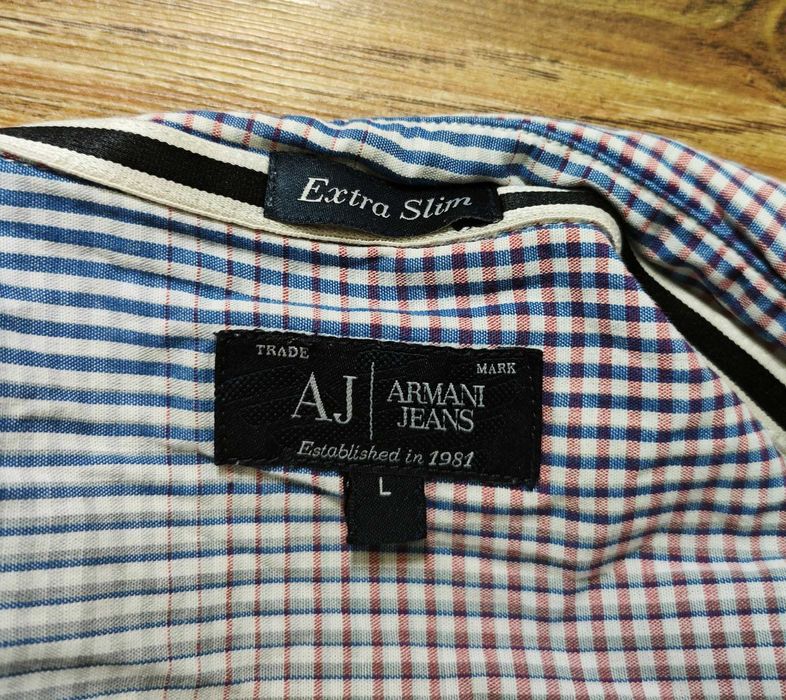 Extra Slim
TRADE MARK
AJ ARMANI
JEANS
Established in 1981
L